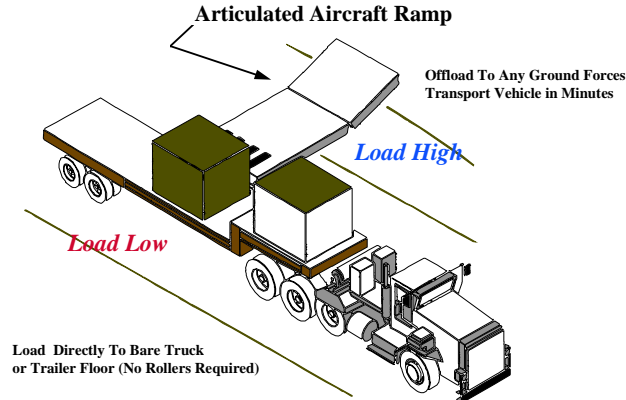 Articulated Aircraft Ramp
Offload To Any Ground Forces
Transport Vehicle in Minutes
Load High
Load Low
Load Directly To Bare Truck
or Trailer Floor (No Rollers Required)